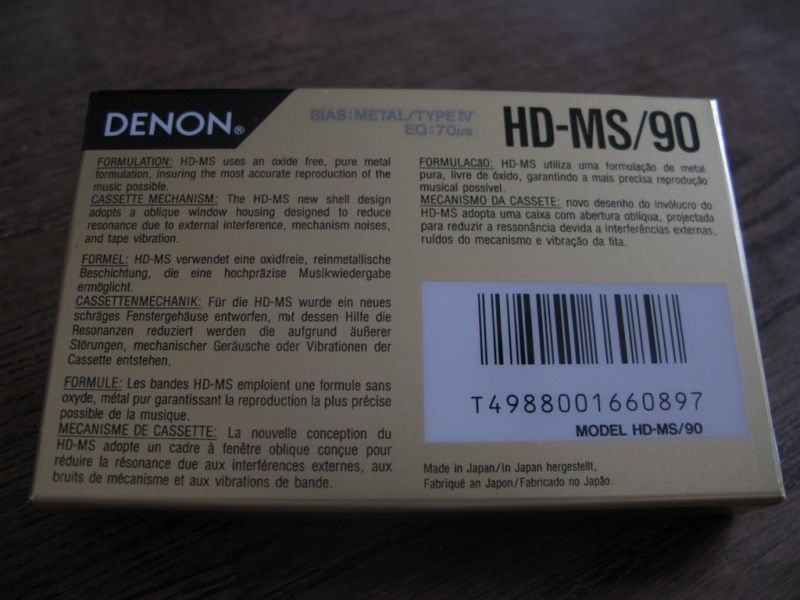 DENON®
BIAS:METAL/TYPE IV
EQ:70µs
HD-MS/90
FORMULATION: HD-MS uses an oxide free, pure metal
formulation, insuring the most accurate reproduction of the
music possible.
CASSETTE MECHANISM: The HD-MS new shell design
adopts a oblique window housing designed to reduce
resonance due to external interference, mechanism noises,
and tape vibration.
FORMEL: HD-MS verwendet eine oxidfreie, reinmetallische
Beschichtung, die eine hochpräzise Musikwiedergabe
ermöglicht.
CASSETTENMECHANIK: Für die HD-MS wurde ein neues
schräges Fenstergehäuse entworfen, mit dessen Hilfe die
Resonanzen reduziert werden die aufgrund äußerer
Störungen, mechanischer Geräusche oder Vibrationen der
Cassette entstehen.
FORMULE: Les bandes HD-MS emploient une formule sans
oxyde, métal pur garantissant la reproduction la plus précise
possible de la musique.
MECANISME DE CASSETTE: La nouvelle conception du
HD-MS adopte un cadre à fenêtre oblique conçue pour
réduire la résonance due aux interférences externes, aux
bruits de mécanisme et aux vibrations de bande.
FORMULACãO: HD-MS utiliza uma formulação de metal
pura, livre de óxido, garantindo a mais precisa reprodução
musical possível.
MECANISMO DA CASSETE: novo desenho do invólucro do
HD-MS adopta uma caixa com abertura obliqua, projectada
para reduzir a ressonância devida a interferências externas,
ruídos do mecanismo e vibração da fita.
T4988001660897
MODEL HD-MS/90
Made in Japan/In Japan hergestellt.
Fabriqué an Japon/Fabricado no Japão.